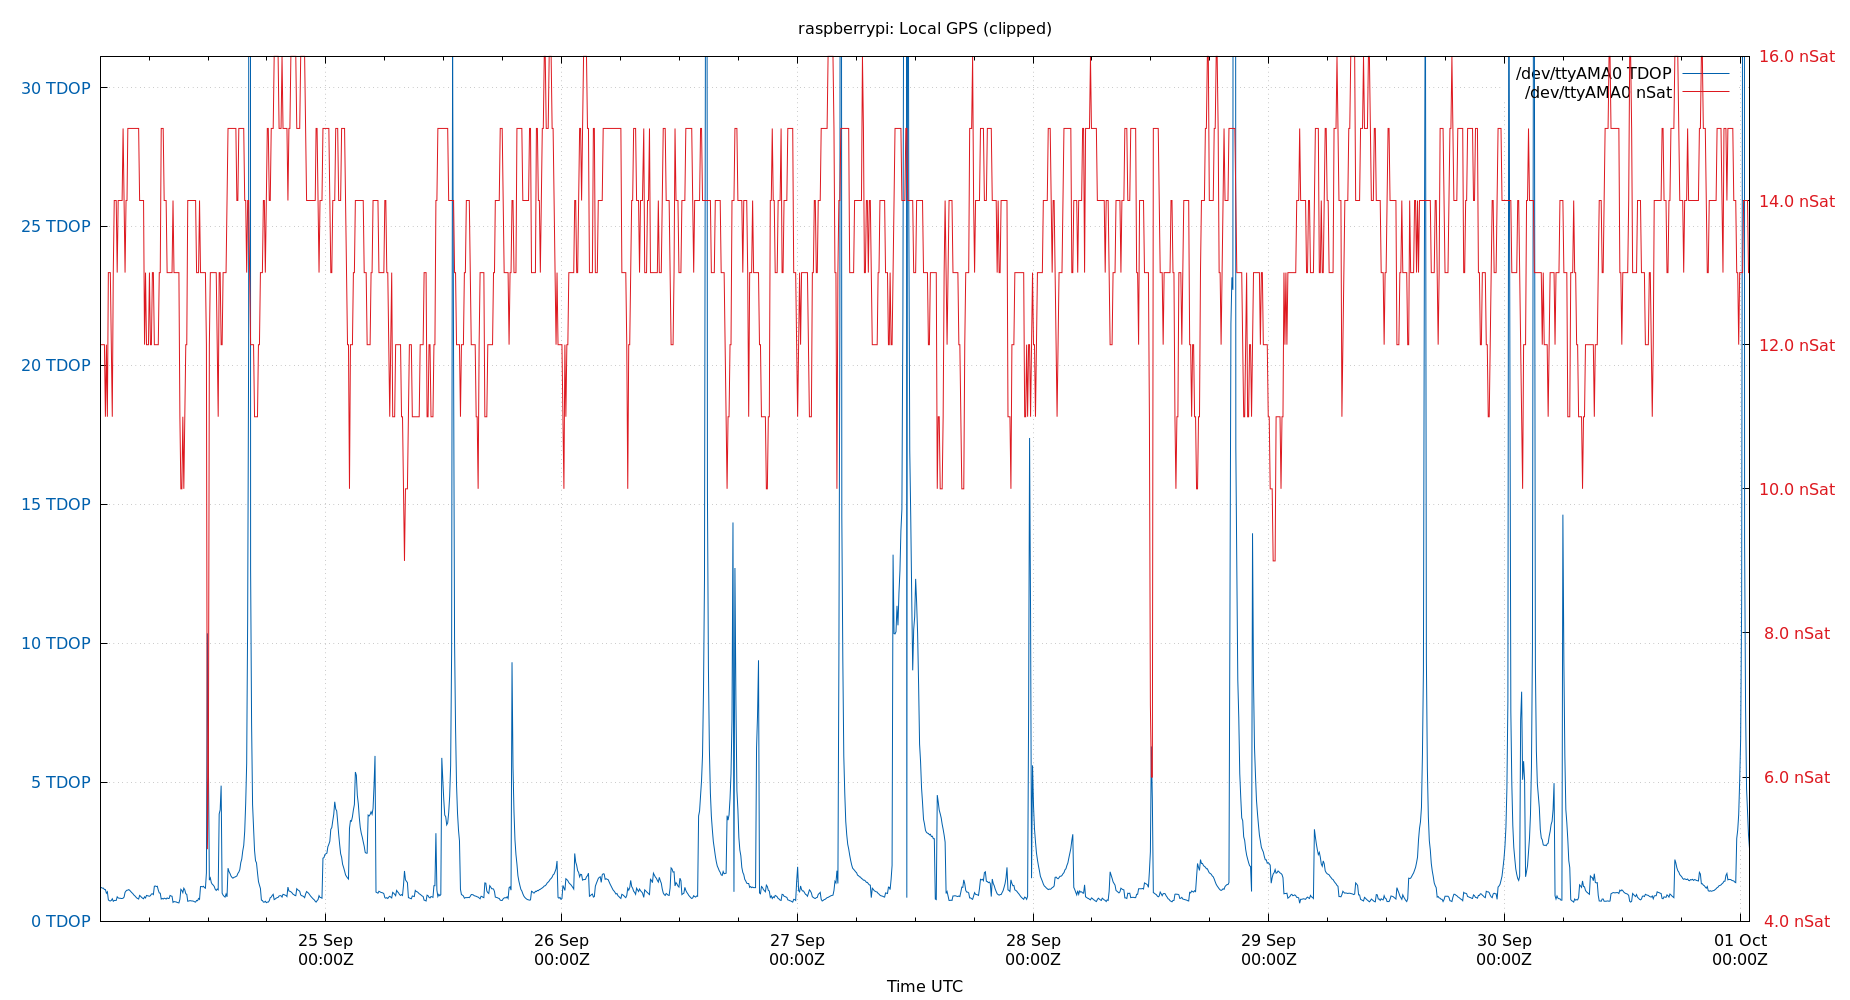 raspberrypi: Local GPS (clipped)
30 TDOP
25 TDOP
20 TDOP
15 TDOP
10 TDOP
5 TDOP
0 TDOP
16.0 nSat
14.0 nSat
12.0 nSat
10.0 nSat
8.0 nSat
6.0 nSat
4.0 nSat
/dev/ttyAMA0 TDOP
/dev/ttyAMA0 nSat
25 Sep
00:00Z
26 Sep
00:00Z
27 Sep
00:00Z
28 Sep
00:00Z
29 Sep
00:00Z
30 Sep
00:00Z
01 Oct
00:00Z
Time UTC